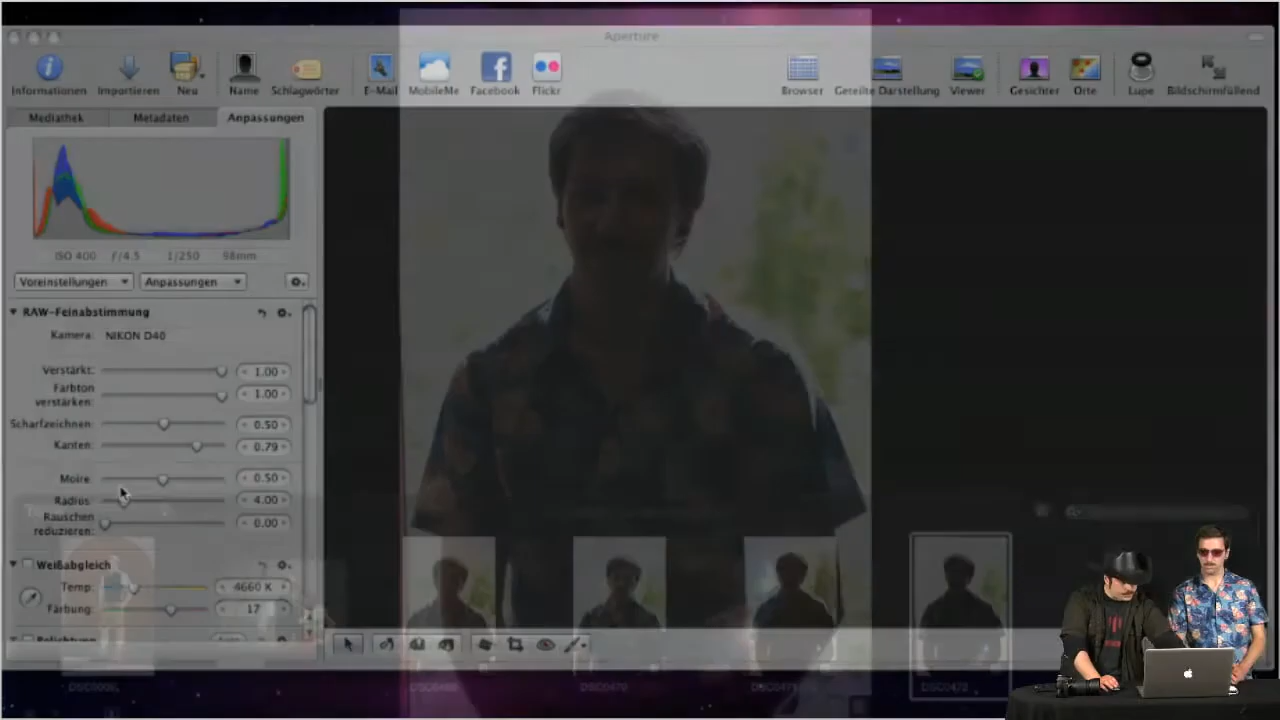 Aperture
Informationen Importieren Neu Name Schlagwörter E-Mail MobileMe Facebook Flickr Browser Geteilte Darstellung Viewer Gesichter Orte Lupe Bildschirmfüllend
Mediathek Metadaten Anpassungen
ISO 400 f/4.5 1/250 98mm
Voreinstellungen Anpassungen
RAW-Feinabstimmung
Kamera: NIKON D40
Verstärkt: 1.00
Farbton verstärken: 1.00
Scharfzeichnen: 0.50
Kanten: 0.79
Moire: 0.50
Radius: 4.00
Rauschen reduzieren: 0.00
Weißabgleich
Temp: 4660 K
Färbung: 17
Belichtung